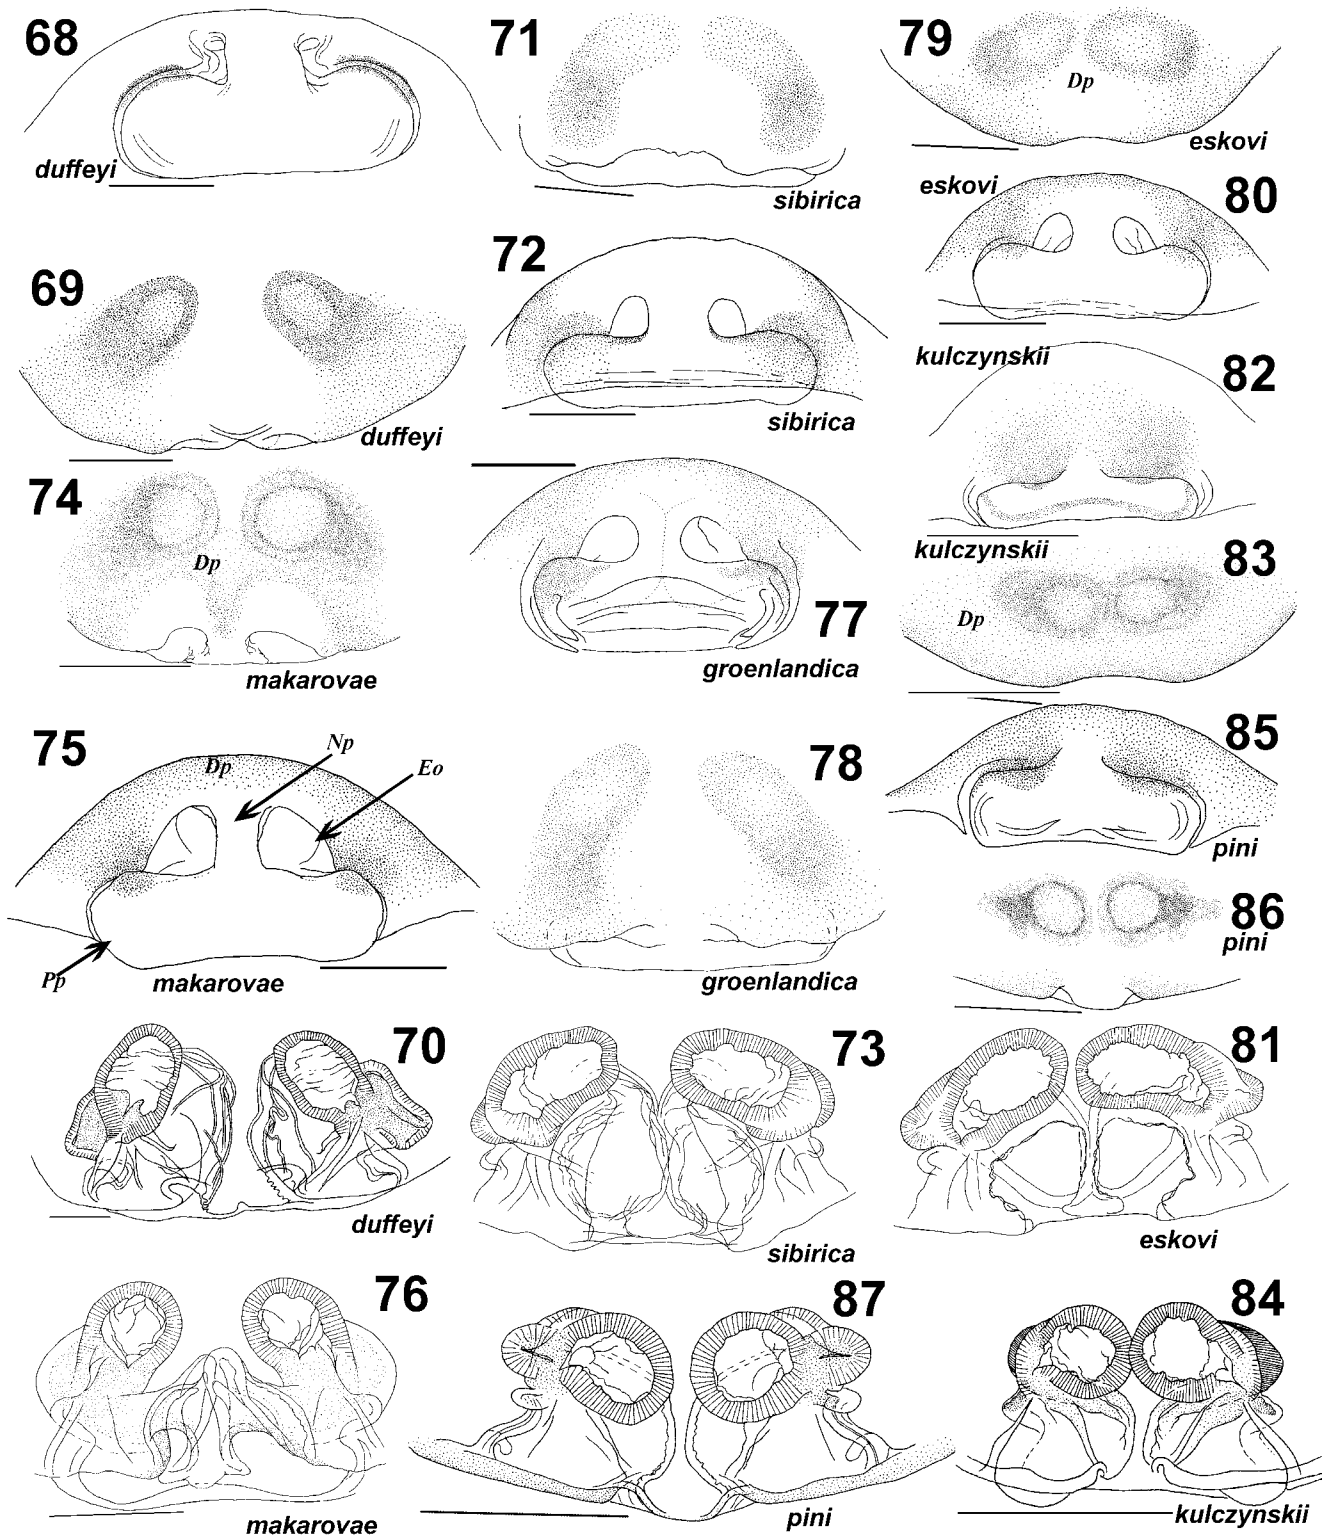 68
duffeyi
71
sibirica
79
Dp
eskovi
69
duffeyi
72
sibirica
eskovi
80
kulczynskii
82
74
Dp
makarovae
77
groenlandica
kulczynskii
83
Dp
75
Dp
Np
Eo
Pp
makarovae
78
groenlandica
85
pini
86
pini
70
duffeyi
73
sibirica
81
eskovi
76
makarovae
87
pini
84
kulczynskii